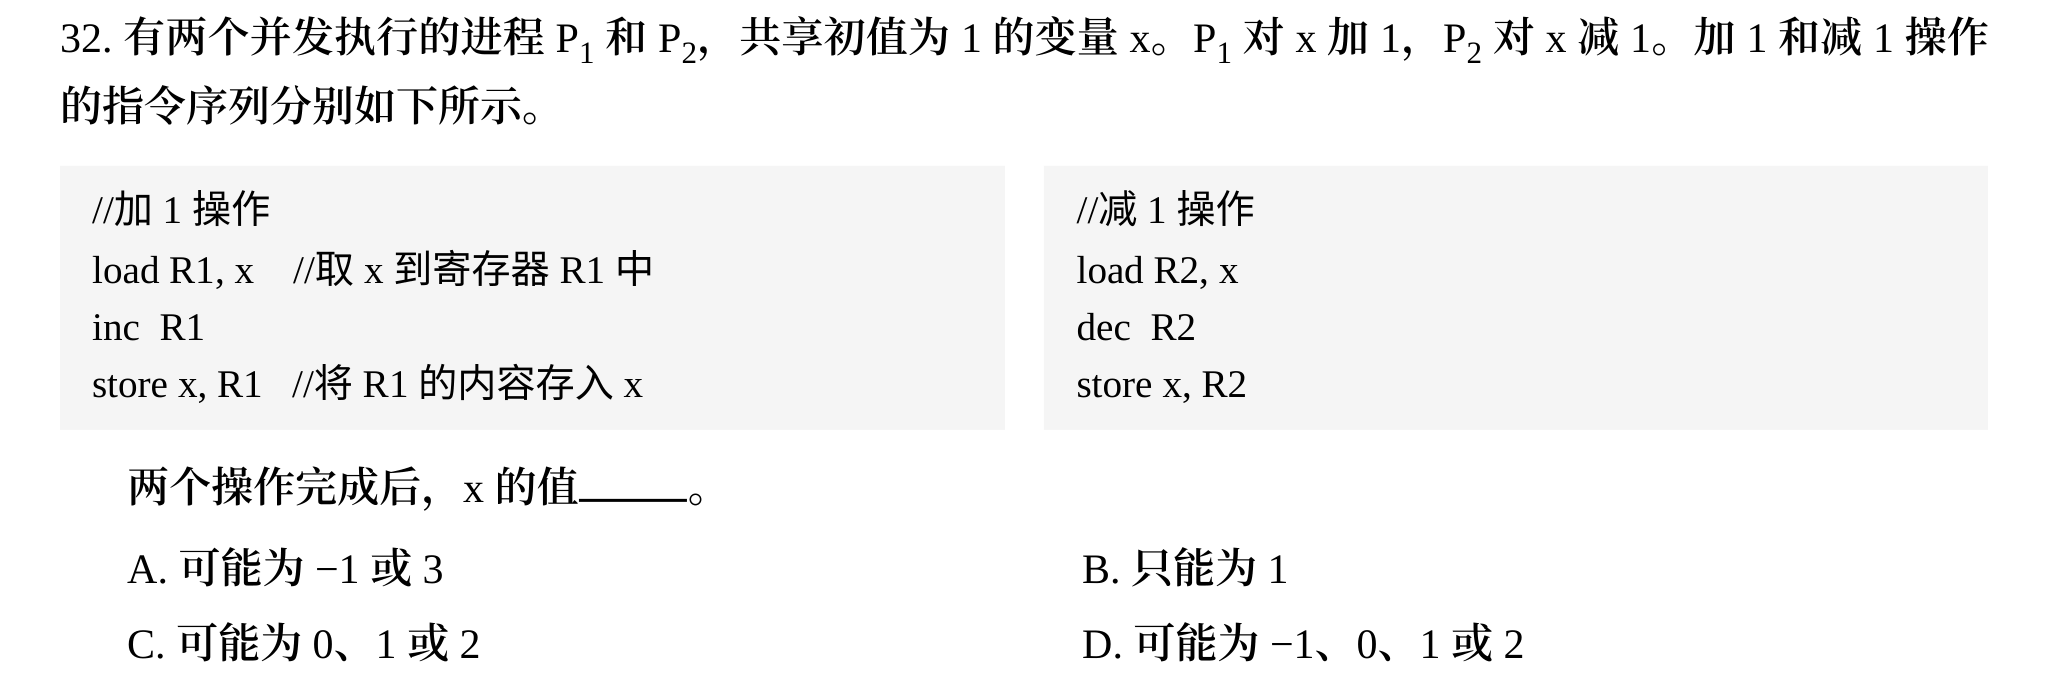 32. 有两个并发执行的进程 P1 和 P2，共享初值为 1 的变量 x。P1 对 x 加 1，P2 对 x 减 1。加 1 和减 1 操作
的指令序列分别如下所示。
//加 1 操作
load R1, x //取 x 到寄存器 R1 中
inc R1
store x, R1 //将 R1 的内容存入 x
//减 1 操作
load R2, x
dec R2
store x, R2
两个操作完成后，x 的值_____。
A. 可能为 −1 或 3
B. 只能为 1
C. 可能为 0、1 或 2
D. 可能为 −1、0、1 或 2